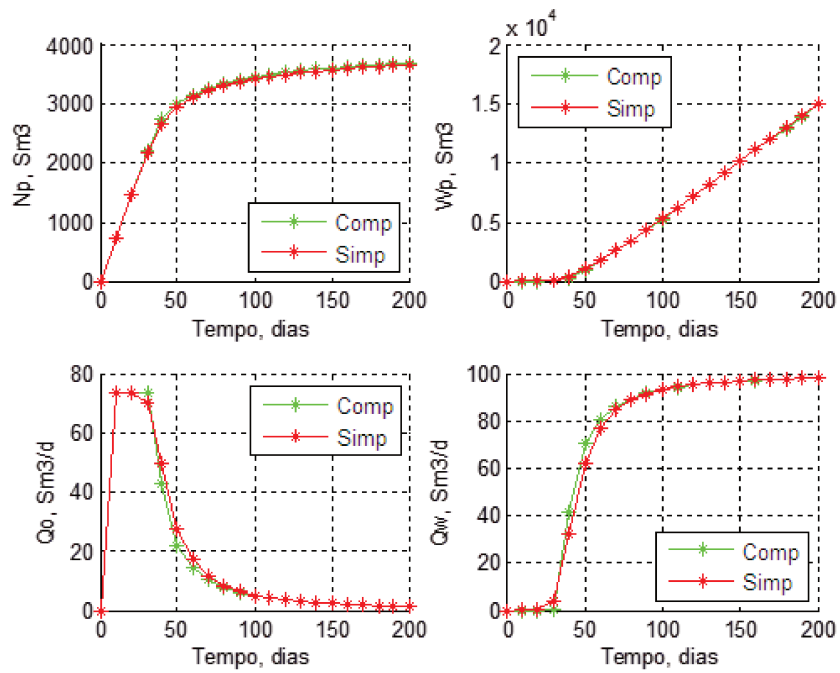 4000
3000
2000
1000
0
Np, Sm3
0 50 100 150 200
Tempo, dias
Comp
Simp
2 x 10^4
1.5
1
0.5
0
Wp, Sm3
0 50 100 150 200
Tempo, dias
Comp
Simp
80
60
40
20
0
Qo, Sm3/d
0 50 100 150 200
Tempo, dias
Comp
Simp
100
80
60
40
20
0
Qw, Sm3/d
0 50 100 150 200
Tempo, dias
Comp
Simp